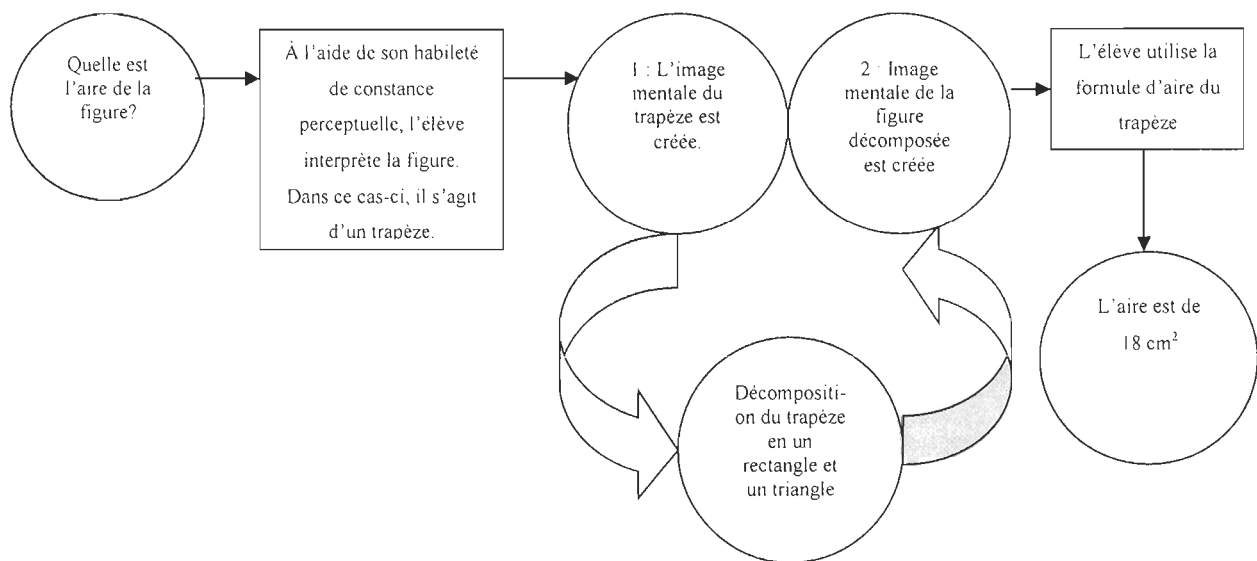 Quelle est
l'aire de la
figure?
À l'aide de son habileté
de constance
perceptuelle, l'élève
interprète la figure.
Dans ce cas-ci, il s'agit
d'un trapèze.
1 : L'image
mentale du
trapèze est
créée.
2 : Image
mentale de la
figure
décomposée
est créée
L'élève utilise la
formule d'aire du
trapèze
L'aire est de
18 cm²
Décompositi-
on du trapèze
en un
rectangle et
un triangle